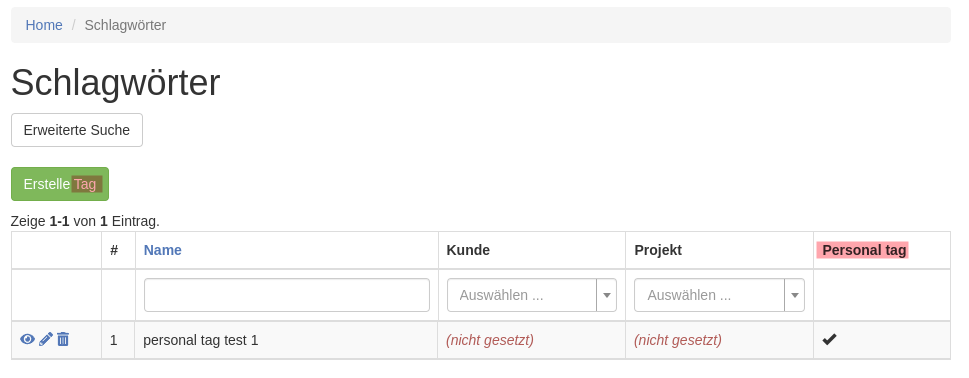 Home / Schlagwörter
Schlagwörter
Erweiterte Suche
Erstelle Tag
Zeige 1-1 von 1 Eintrag.
# Name Kunde Projekt Personal tag
Auswählen ... Auswählen ...
1 personal tag test 1 (nicht gesetzt) (nicht gesetzt)